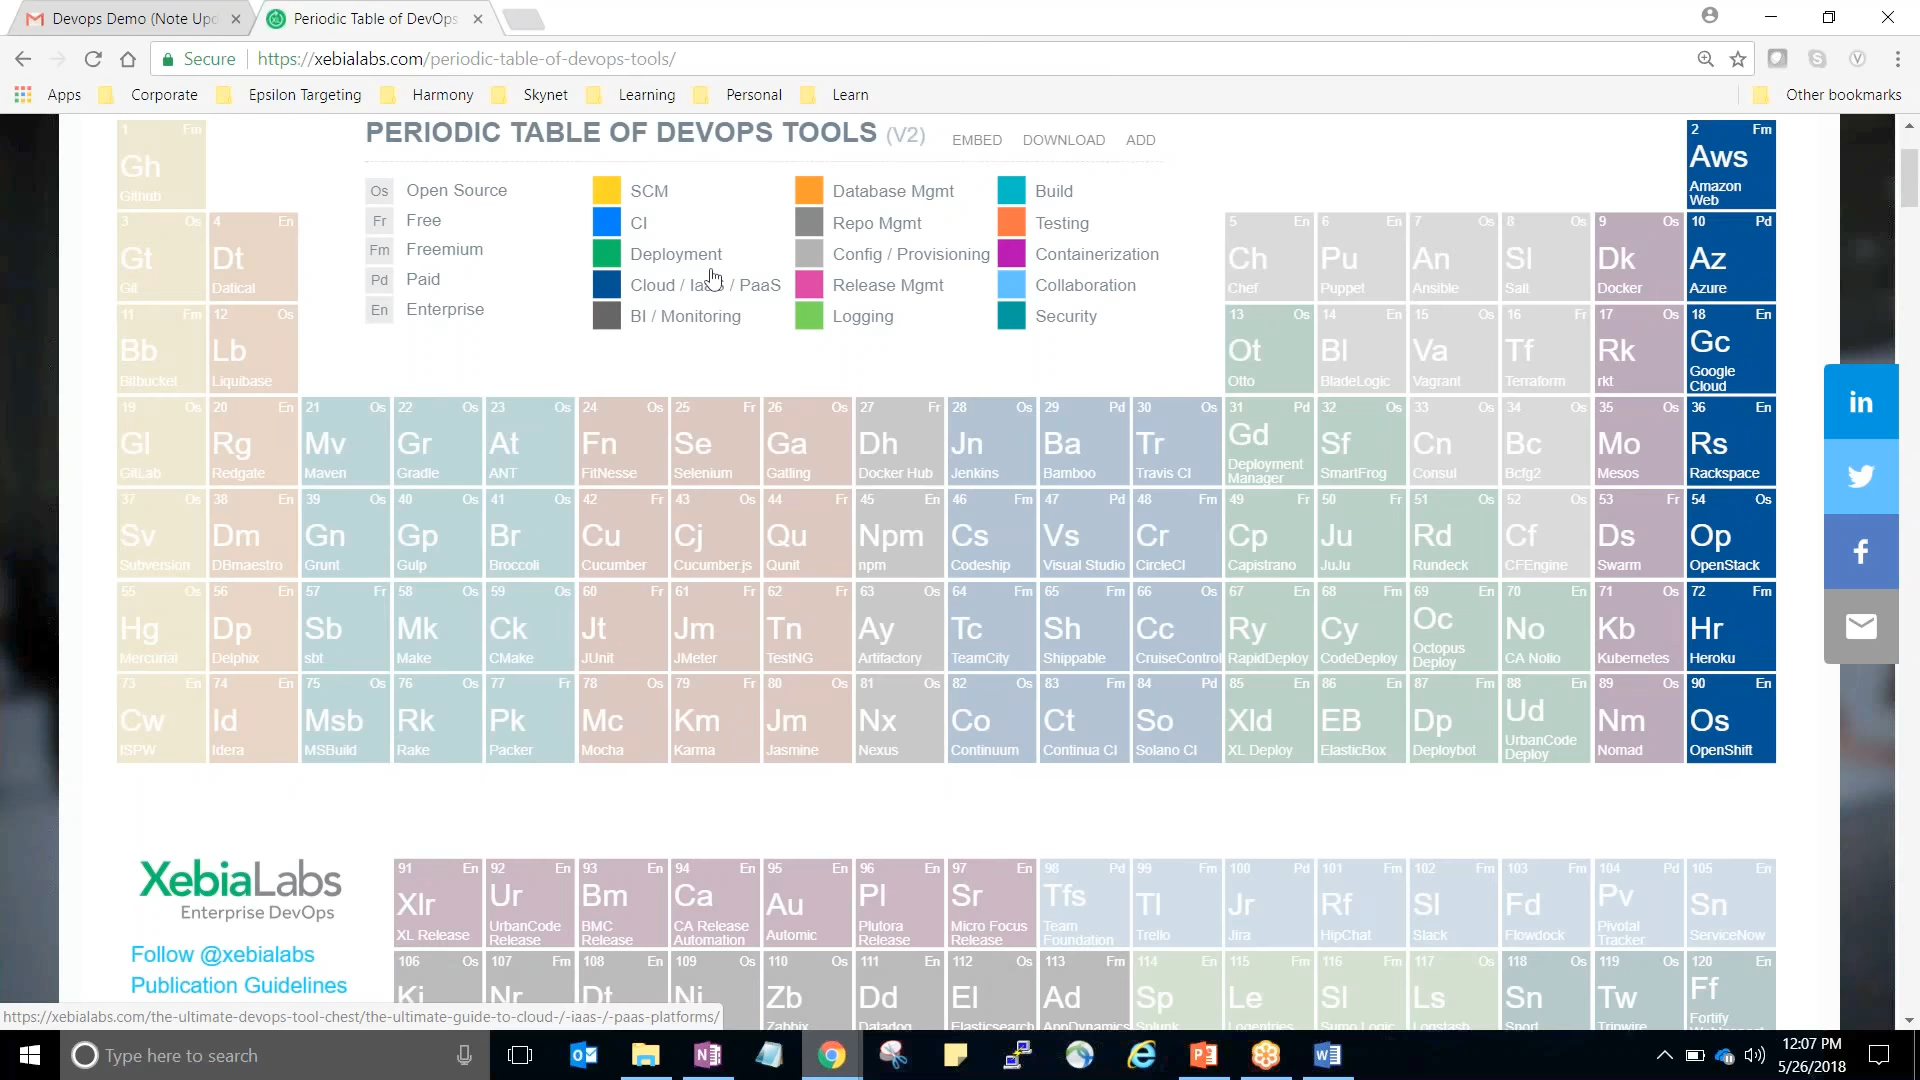 Devops Demo (Note Upd
Periodic Table of DevOps
Secure
https://xebialabs.com/periodic-table-of-devops-tools/
Apps Corporate Epsilon Targeting Harmony Skynet Learning Personal Learn Other bookmarks
PERIODIC TABLE OF DEVOPS TOOLS (V2) EMBED DOWNLOAD ADD
Os Open Source
Fr Free
Fm Freemium
Pd Paid
En Enterprise
SCM
CI
Deployment
Cloud / IaaS / PaaS
BI / Monitoring
Database Mgmt
Repo Mgmt
Config / Provisioning
Release Mgmt
Logging
Build
Testing
Containerization
Collaboration
Security
1 Fm Gh Github
2 Fm Aws Amazon Web
3 Os Gt Git
4 En Dt Datical
5 En Ch Chef
6 En Pu Puppet
7 Os An Ansible
8 Os Sl Salt
9 Os Dk Docker
10 Pd Az Azure
11 Fm Bb Bitbucket
12 Os Lb Liquibase
13 Os Ot Otto
14 En Bl BladeLogic
15 Os Va Vagrant
16 Fr Tf Terraform
17 Os Rk rkt
18 En Gc Google Cloud
19 Os Gl GitLab
20 En Rg Redgate
21 Os Mv Maven
22 Os Gr Gradle
23 Os At ANT
24 Os Fn FitNesse
25 Fr Se Selenium
26 Os Ga Gatling
27 Fr Dh Docker Hub
28 Os Jn Jenkins
29 Pd Ba Bamboo
30 Os Tr Travis CI
31 Pd Gd Deployment Manager
32 Os Sf SmartFrog
33 Os Cn Consul
34 Os Bc Bcfg2
35 Os Mo Mesos
36 En Rs Rackspace
37 Os Sv Subversion
38 En Dm DBmaestro
39 Os Gn Grunt
40 Os Gp Gulp
41 Os Br Broccoli
42 Fr Cu Cucumber
43 Os Cj Cucumber.js
44 Fr Qu Qunit
45 En Npm npm
46 Fm Cs Codeship
47 Pd Vs Visual Studio
48 Fm Cr CircleCI
49 Fr Cp Capistrano
50 Fr Ju JuJu
51 Os Rd Rundeck
52 Os Cf CFEngine
53 Fr Ds Swarm
54 Os Op OpenStack
55 Os Hg Mercurial
56 En Dp Delphix
57 Fr Sb sbt
58 Os Mk Make
59 Os Ck CMake
60 Fr Jt JUnit
61 Fr Jm JMeter
62 Fr Tn TestNG
63 Os Ay Artifactory
64 Fm Tc TeamCity
65 Fm Sh Shippable
66 Os Cc CruiseControl
67 En Ry RapidDeploy
68 Fm Cy CodeDeploy
69 En Oc Octopus Deploy
70 En No CA Nolio
71 Os Kb Kubernetes
72 Fm Hr Heroku
73 En Cw ISPW
74 En Id Idera
75 Os Msb MSBuild
76 Os Rk Rake
77 Fr Pk Packer
78 Os Mc Mocha
79 Fr Km Karma
80 Os Jm Jasmine
81 Os Nx Nexus
82 Os Co Continuum
83 Fm Ct Continua CI
84 Pd So Solano CI
85 En Xld XL Deploy
86 En EB ElasticBox
87 Fm Dp Deploybot
88 En Ud UrbanCode Deploy
89 Os Nm Nomad
90 En Os OpenShift
XebiaLabs
Enterprise DevOps
Follow @xebialabs
Publication Guidelines
91 En Xlr XL Release
92 En Ur UrbanCode Release
93 En Bm BMC Release
94 En Ca CA Release Automation
95 En Au Automic
96 En Pl Plutora Release
97 En Sr Micro Focus Release
98 Pd Tfs Team Foundation
99 Fm Tl Trello
100 Pd Jr Jira
101 Fm Rf HipChat
102 Fm Sl Slack
103 Fm Fd Flowdock
104 Pd Pv Pivotal Tracker
105 En Sn ServiceNow
106 Os Ki
107 Fm Nr
108 En Dt
109 Os Ni
110 Os Zb Zabbix
111 En Dd Datadog
112 Os El Elasticsearch
113 Fm Ad AppDynamics
114 En Sp Splunk
115 Fm Le Logentries
116 Fm Sl Sumo Logic
117 Os Ls Logstash
118 Os Sn Snort
119 Os Tw Tripwire
120 En Ff Fortify
in
f
https://xebialabs.com/the-ultimate-devops-tool-chest/the-ultimate-guide-to-cloud-/-iaas-/-paas-platforms/
Type here to search
12:07 PM
5/26/2018